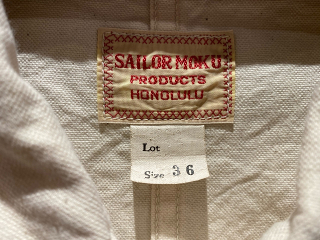 SAILOR MOKU
PRODUCTS
HONOLULU
Lot
Size 36